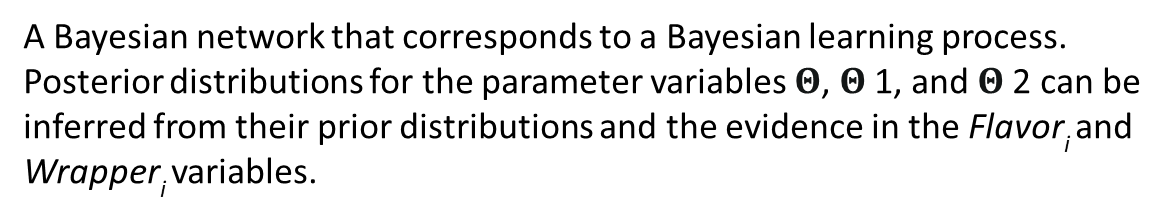 A Bayesian network that corresponds to a Bayesian learning process.
Posterior distributions for the parameter variables Θ, Θ 1, and Θ 2 can be
inferred from their prior distributions and the evidence in the Flavor i and
Wrapper i variables.